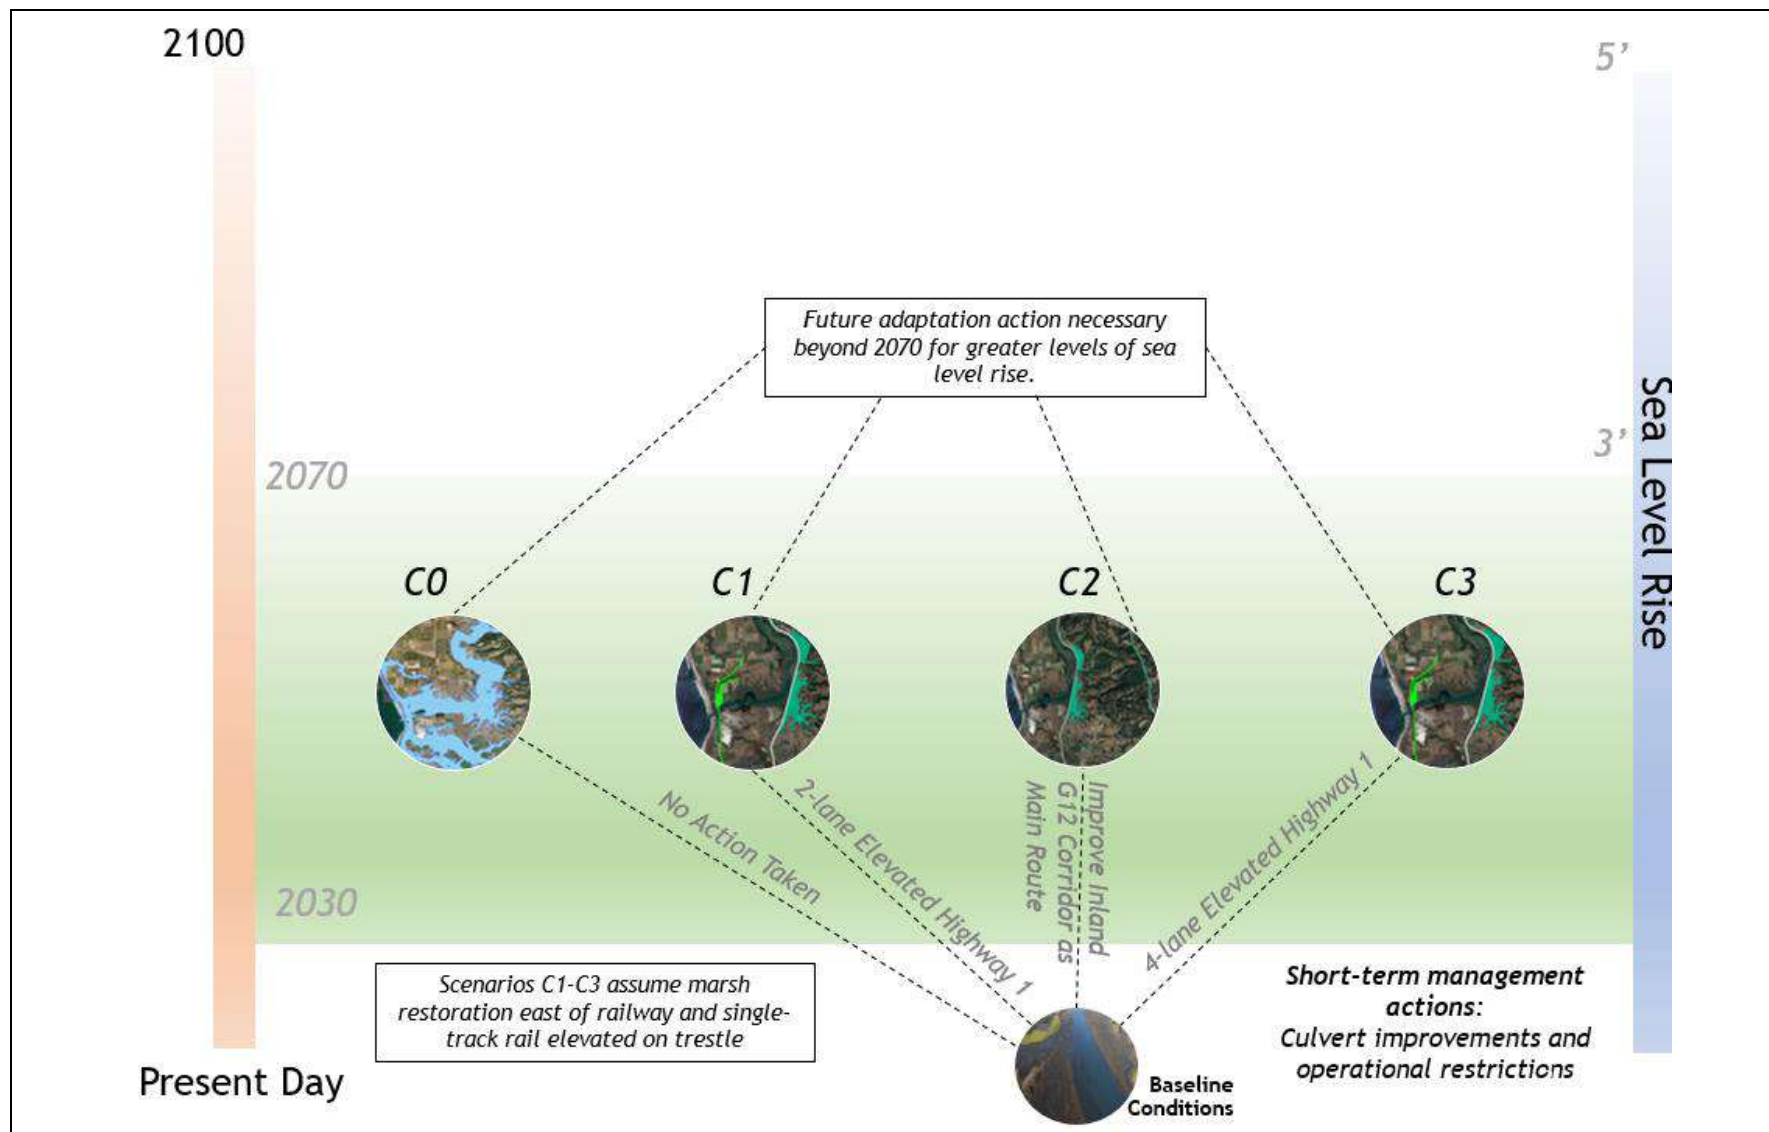 2100
5’
Future adaptation action necessary
beyond 2070 for greater levels of sea
level rise.
3’
Sea Level Rise
2070
C0
C1
C2
C3
No Action Taken
2-lane Elevated Highway 1
Improve Inland
G12 Corridor as
Main Route
4-lane Elevated Highway 1
2030
Scenarios C1-C3 assume marsh
restoration east of railway and single-
track rail elevated on trestle
Short-term management
actions:
Culvert improvements and
operational restrictions
Present Day
Baseline
Conditions